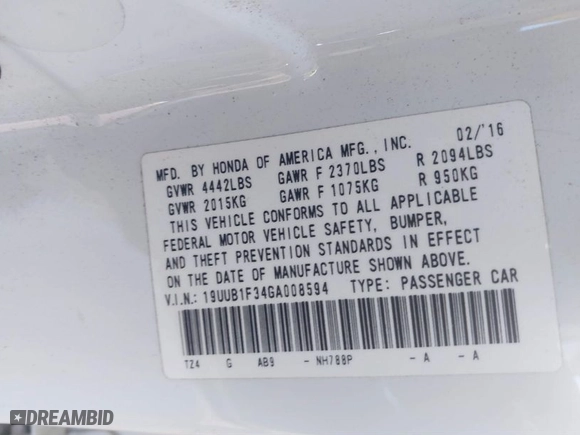 MFD. BY HONDA OF AMERICA MFG., INC. 02/'16
GVWR 4442LBS GAWR F 2370LBS R 2094LBS
GVWR 2015KG GAWR F 1075KG R 950KG
THIS VEHICLE CONFORMS TO ALL APPLICABLE
FEDERAL MOTOR VEHICLE SAFETY, BUMPER,
AND THEFT PREVENTION STANDARDS IN EFFECT
ON THE DATE OF MANUFACTURE SHOWN ABOVE.
V.I.N.: 19UUB1F34GA008594 TYPE: PASSENGER CAR
TZ4 G AB9 - NH788P - A - A
DREAMBID